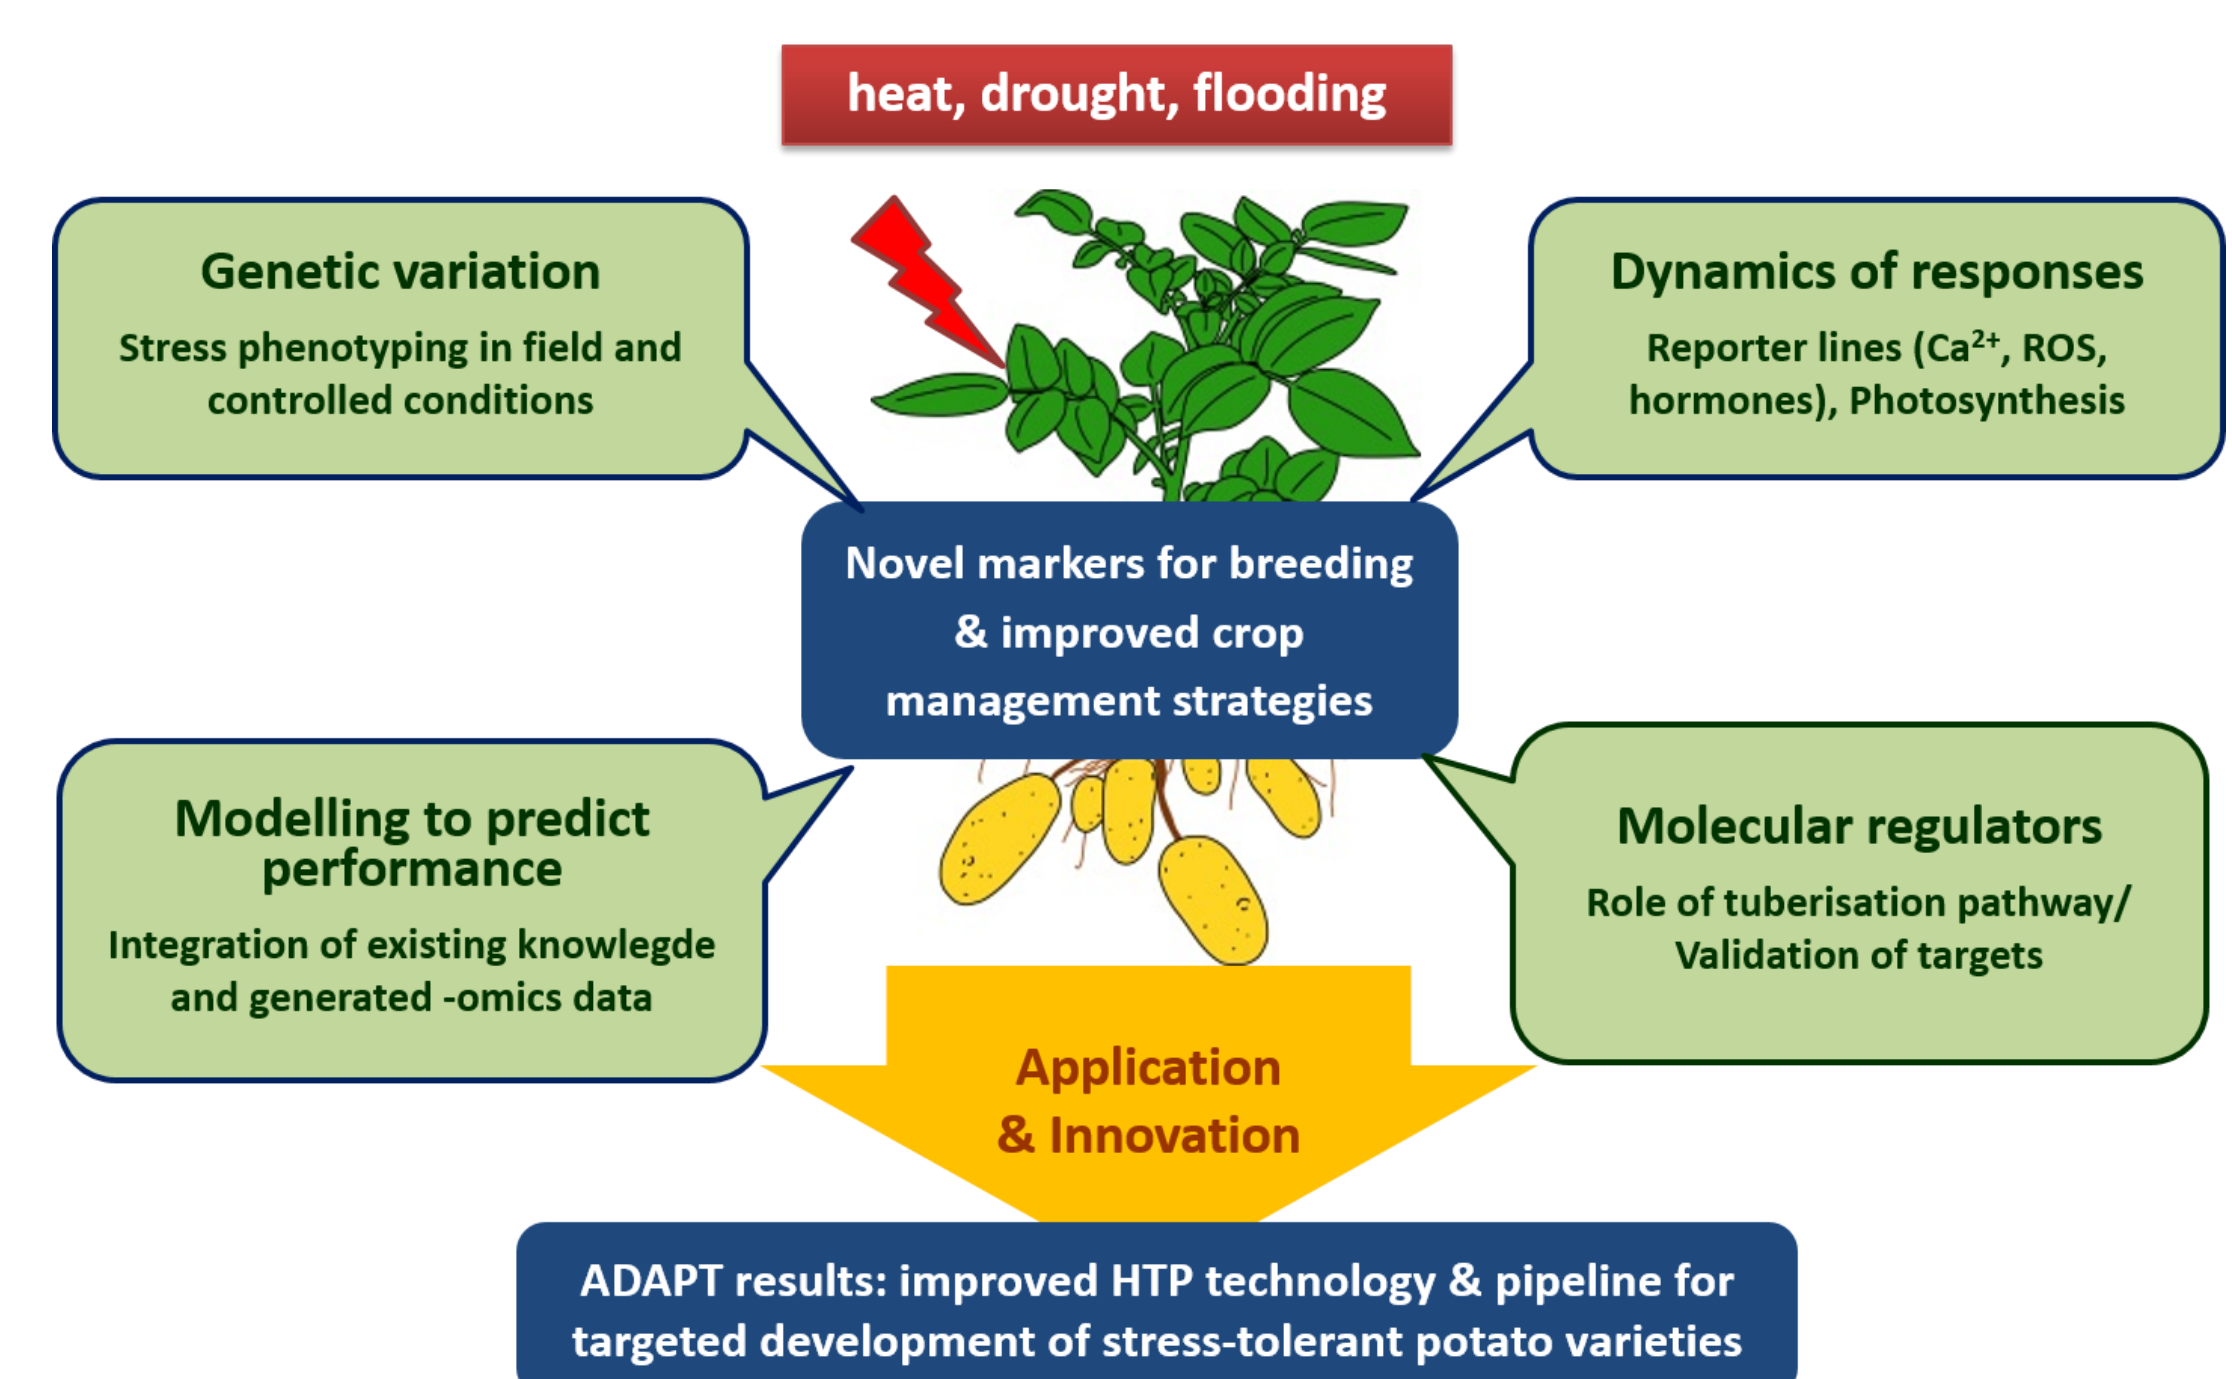 heat, drought, flooding
Genetic variation
Stress phenotyping in field and
controlled conditions
Dynamics of responses
Reporter lines (Ca²⁺, ROS,
hormones), Photosynthesis
Novel markers for breeding
& improved crop
management strategies
Modelling to predict
performance
Integration of existing knowlegde
and generated -omics data
Molecular regulators
Role of tuberisation pathway/
Validation of targets
Application
& Innovation
ADAPT results: improved HTP technology & pipeline for
targeted development of stress-tolerant potato varieties